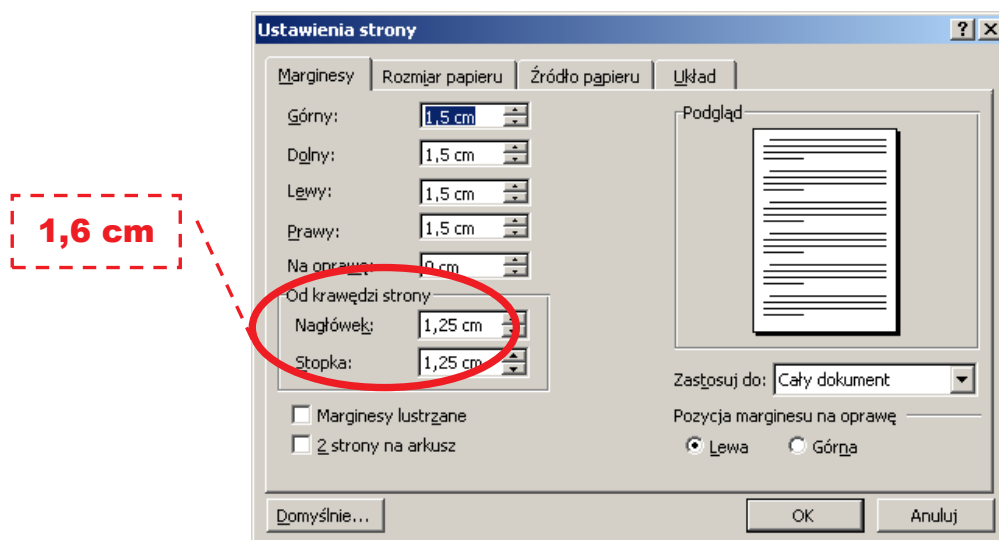 Ustawienia strony
Marginesy Rozmiar papieru Źródło papieru Układ
Górny: 1,5 cm
Dolny: 1,5 cm
Lewy: 1,5 cm
Prawy: 1,5 cm
Na oprawę: 0 cm
Od krawędzi strony
Nagłówek: 1,25 cm
Stopka: 1,25 cm
Marginesy lustrzane
2 strony na arkusz
Podgląd
Zastosuj do: Cały dokument
Pozycja marginesu na oprawę
Lewa Górna
Domyślnie... OK Anuluj
1,6 cm